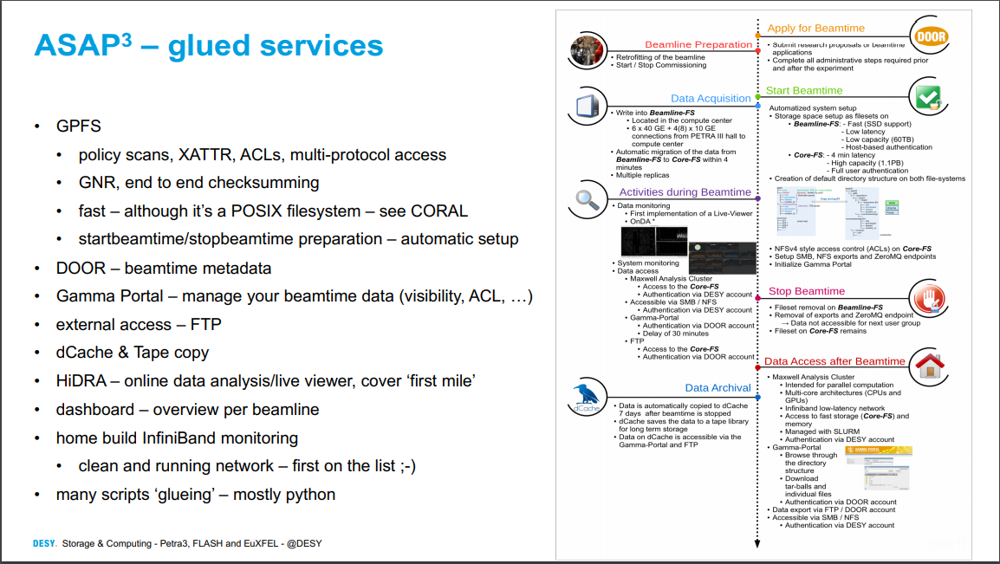 ASAP³ – glued services
• GPFS
• policy scans, XATTR, ACLs, multi-protocol access
• GNR, end to end checksumming
• fast – although it's a POSIX filesystem – see CORAL
• startbeamtime/stopbeamtime preparation – automatic setup
• DOOR – beamtime metadata
• Gamma Portal – manage your beamtime data (visibility, ACL, …)
• external access – FTP
• dCache & Tape copy
• HiDRA – online data analysis/live viewer, cover 'first mile'
• dashboard – overview per beamline
• home build InfiniBand monitoring
• clean and running network – first on the list ;-)
• many scripts 'glueing' – mostly python
DESY. Storage & Computing - Petra3, FLASH and EuXFEL - @DESY
Apply for Beamtime
DOOR
• Submit research proposals or beamtime
applications
• Complete all administrative steps required prior
and after the experiment
Beamline Preparation
• Retrofitting of the beamline
• Start / Stop Commissioning
Start Beamtime
Automatized system setup
• Storage space setup as filesets on
• Beamline-FS: - Fast (SSD support)
- Low latency
- Low capacity (60TB)
- Host-based authentication
• Core-FS: - 4 min latency
- High capacity (1.1PB)
- Full user authentication
• Creation of default directory structure on both file-systems
• NFSv4 style access control (ACLs) on Core-FS
• Setup SMB, NFS exports and ZeroMQ endpoints
• Initialize Gamma Portal
Data Acquisition
• Write into Beamline-FS
• Located in the compute center
• 6 x 40 GE + 4(8) x 10 GE
connections from PETRA III hall to
compute center
• Automatic migration of the data from
Beamline-FS to Core-FS within 4
minutes
• Multiple replicas
Activities during Beamtime
• Data monitoring
• First implementation of a Live-Viewer
• OnDA *
• System monitoring
• Data access
• Maxwell Analysis Cluster
• Access to the Core-FS
• Authentication via DESY account
• Accessible via SMB / NFS
• Authentication via DESY account
• Gamma-Portal
• Authentication via DOOR account
• Delay of 30 minutes
• FTP
• Access to the Core-FS
• Authentication via DOOR account
Stop Beamtime
• Fileset removal on Beamline-FS
• Removal of exports and ZeroMQ endpoint
→ Data not accessible for next user group
• Fileset on Core-FS remains
Data Access after Beamtime
• Maxwell Analysis Cluster
• Intended for parallel computation
• Multi-core architectures (CPUs and
GPUs)
• Infiniband low-latency network
• Access to fast storage (Core-FS) and
memory
• Managed with SLURM
• Authentication via DESY account
• Gamma-Portal
• Browse through
the directory
structure
• Download
tar-balls and
individual files
• Authentication via DOOR account
• Data export via FTP / DOOR account
• Accessible via SMB / NFS
• Authentication via DESY account
Data Archival
dCache
• Data is automatically copied to dCache
7 days after beamtime is stopped
• dCache saves the data to a tape library
for long term storage
• Data on dCache is accessible via the
Gamma-Portal and FTP